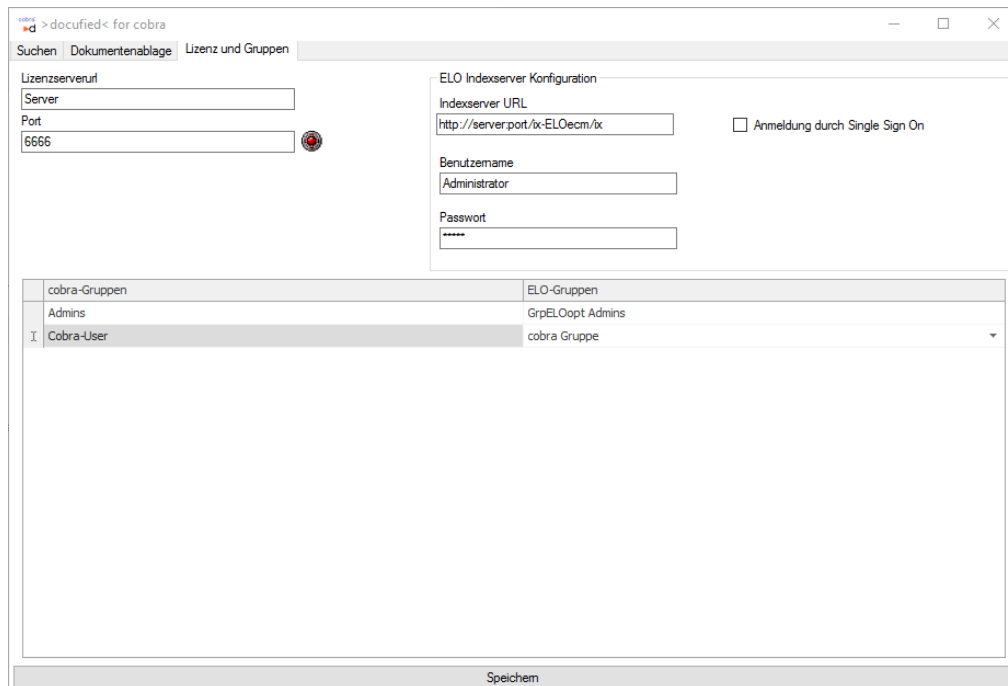 cobra d >docufied< for cobra
Suchen Dokumentenablage Lizenz und Gruppen
Lizenzserverurl
Server
Port
6666
ELO Indexserver Konfiguration
Indexserver URL
http://server:port/ix-ELOecm/ix
Anmeldung durch Single Sign On
Benutzername
Administrator
Passwort
*****
cobra-Gruppen ELO-Gruppen
Admins GrpELOopt Admins
Cobra-User cobra Gruppe
Speichern